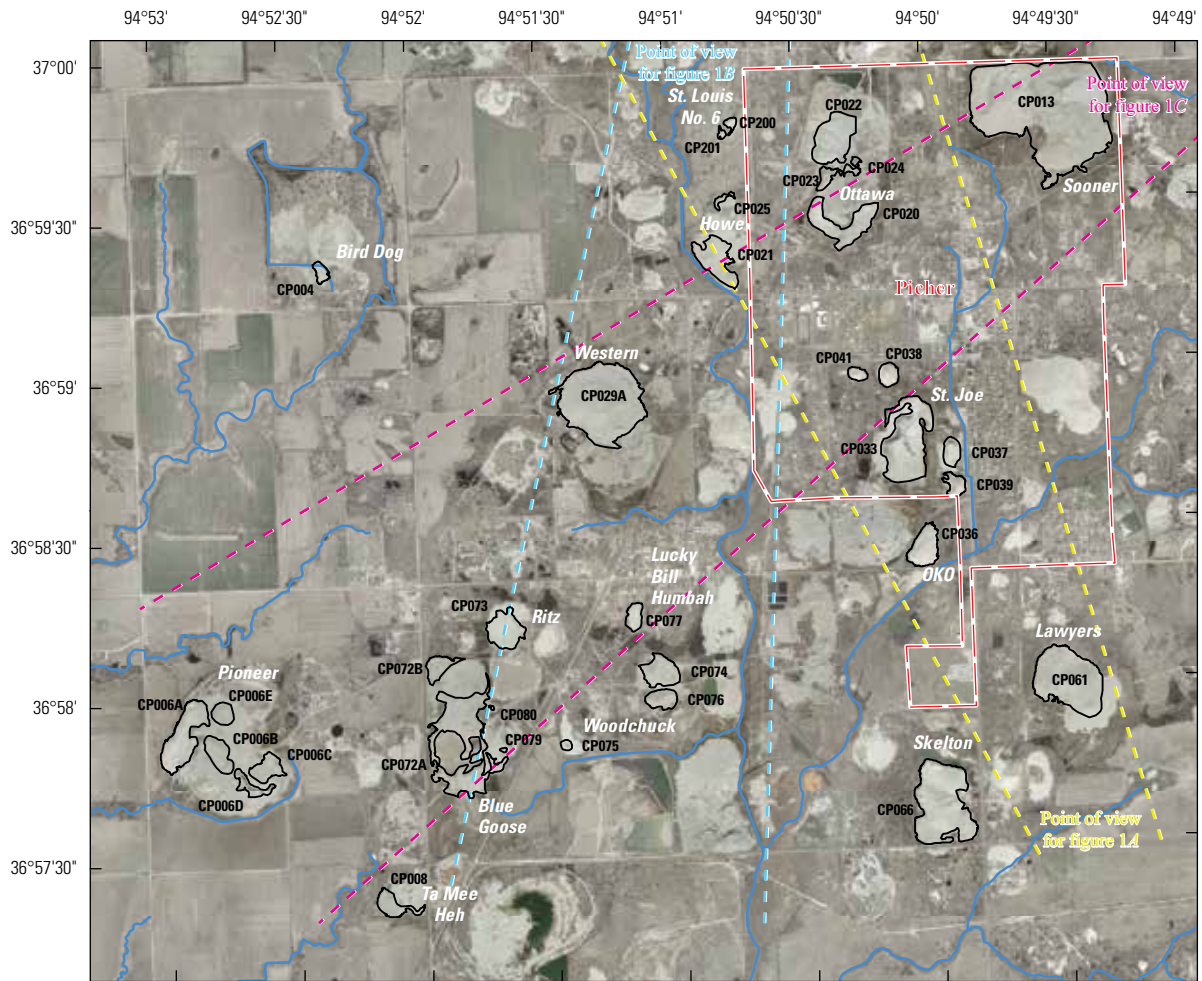 94°53' 94°52'30" 94°52' 94°51'30" 94°51' 94°50'30" 94°50' 94°49'30" 94°49'
37°00'
36°59'30"
36°59'
36°58'30"
36°58'
36°57'30"
Point of view
for figure 1B
St. Louis
No. 6
CP200
CP201
CP022
CP013
Point of view
for figure 1C
CP024
CP023
Ottawa
CP020
Sooner
CP025
Howe
CP021
Bird Dog
CP004
Picher
Western
CP029A
CP041
CP038
St. Joe
CP033
CP037
CP039
CP036
OKO
Lucky
Bill
Humbah
CP077
CP073
Ritz
Lawyers
CP061
CP072B
CP074
CP076
Pioneer
CP006A
CP006E
CP006B
CP006C
CP006D
CP080
CP079
Woodchuck
CP075
CP072A
Blue
Goose
Skelton
CP066
Point of view
for figure 1A
CP008
Ta Mee
Heh